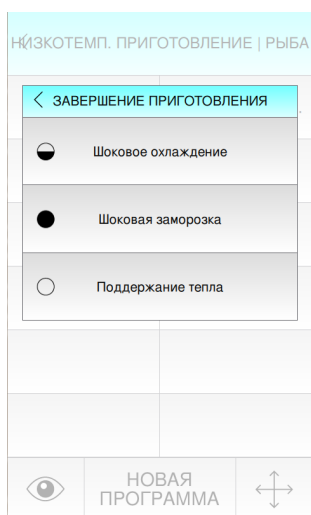 НИЗКОТЕМП. ПРИГОТОВЛЕНИЕ | РЫБА
ЗАВЕРШЕНИЕ ПРИГОТОВЛЕНИЯ
Шоковое охлаждение
Шоковая заморозка
Поддержание тепла
НОВАЯ
ПРОГРАММА